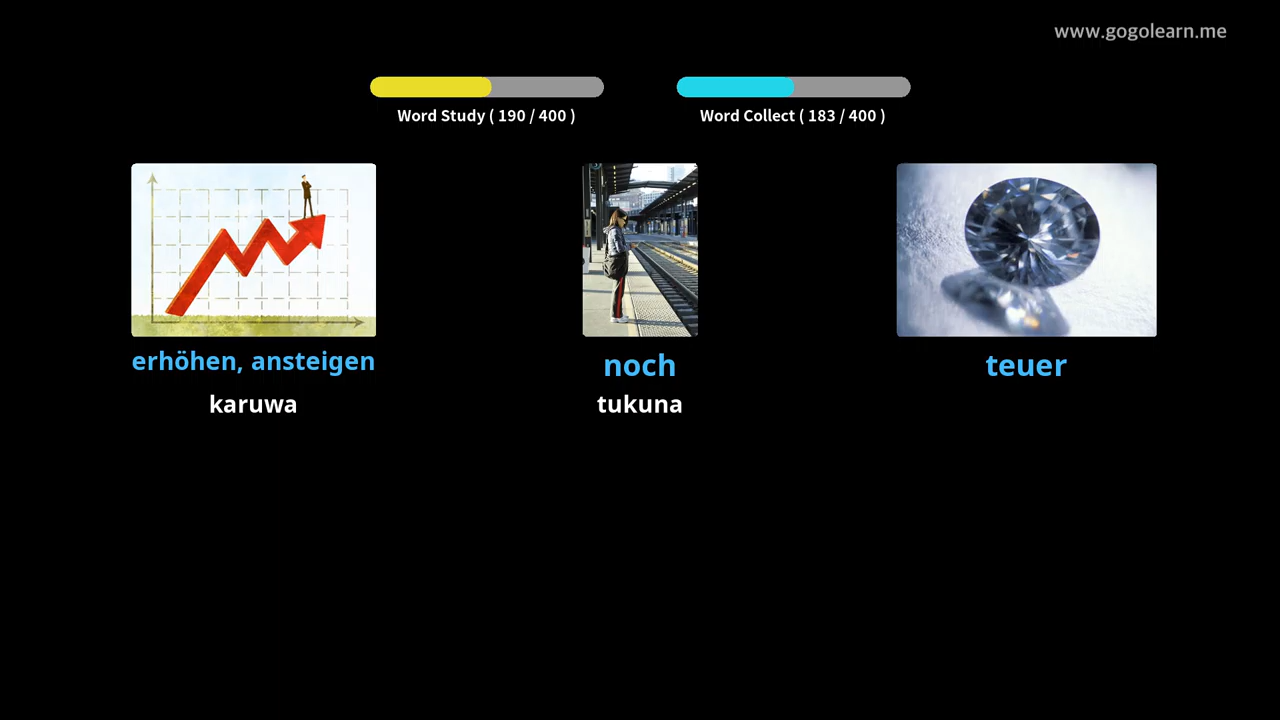 www.gogolearn.me
Word Study ( 190 / 400 )
Word Collect ( 183 / 400 )
erhöhen, ansteigen
noch
teuer
karuwa
tukuna